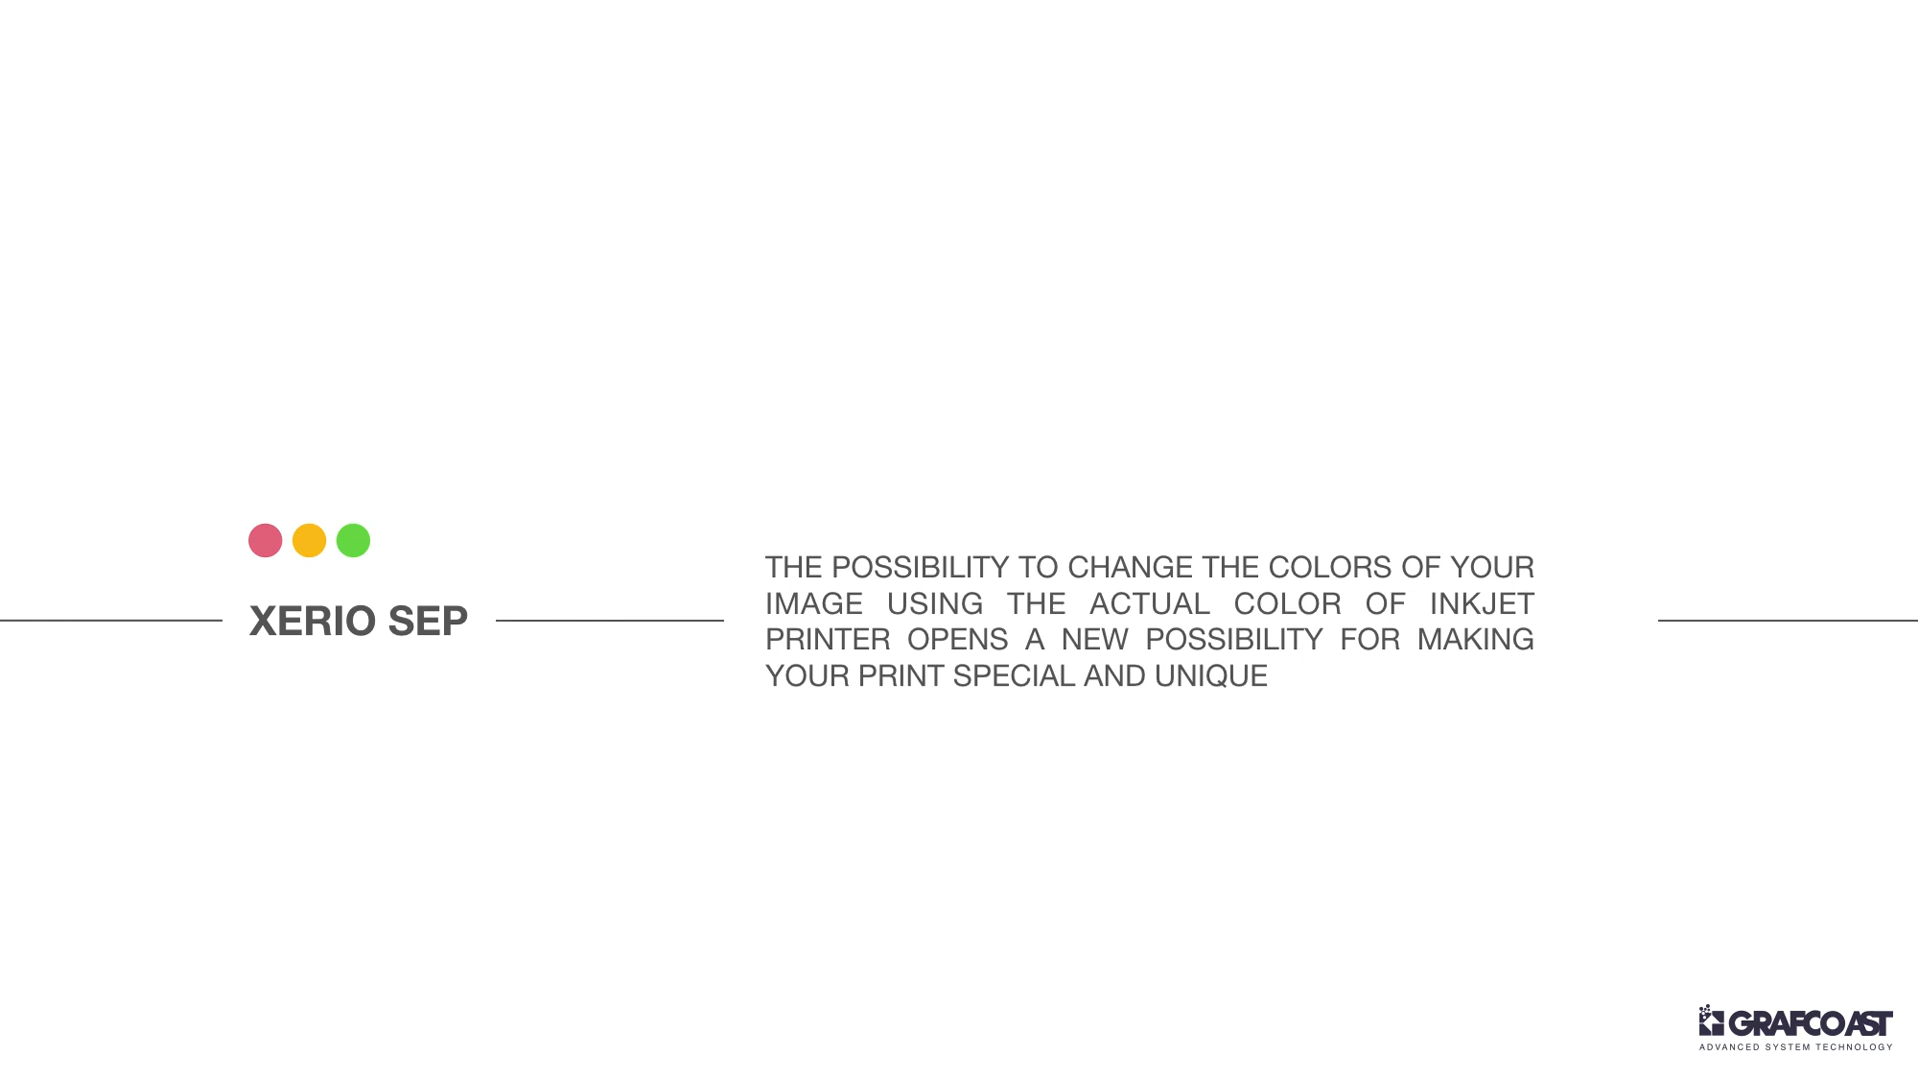 XERIO SEP
THE POSSIBILITY TO CHANGE THE COLORS OF YOUR
IMAGE USING THE ACTUAL COLOR OF INKJET
PRINTER OPENS A NEW POSSIBILITY FOR MAKING
YOUR PRINT SPECIAL AND UNIQUE
GRAFCOAST
ADVANCED SYSTEM TECHNOLOGY